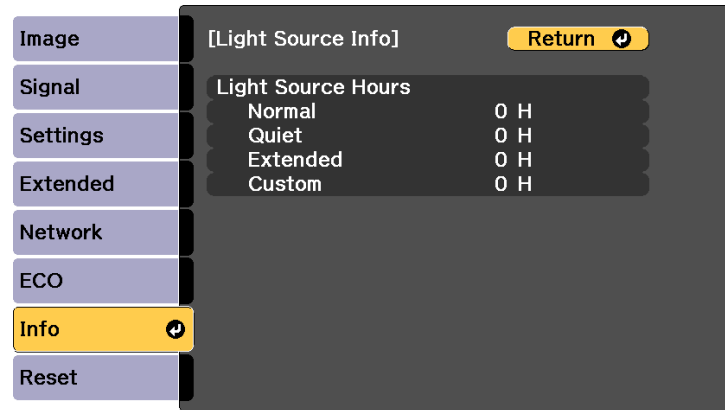 Image
Signal
Settings
Extended
Network
ECO
Info
Reset
[Light Source Info]
Return
Light Source Hours
Normal 0 H
Quiet 0 H
Extended 0 H
Custom 0 H